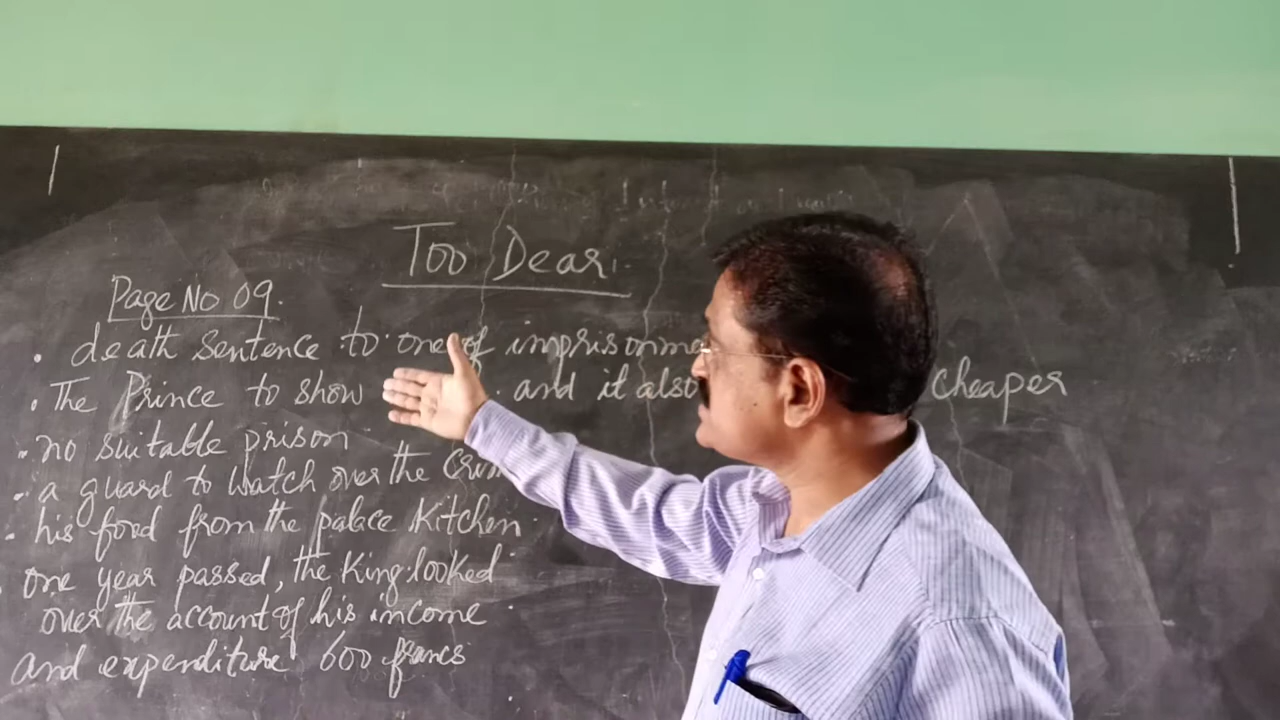 Too Dear.
Page No 09.
. death sentence to one of imprisonme
. The Prince to show . and it also cheaper
. no suitable prison.
. a guard to watch over the Crim
. his food from the palace Kitchen.
one year passed, the King looked
over the account of his income
and expenditure 600 francs